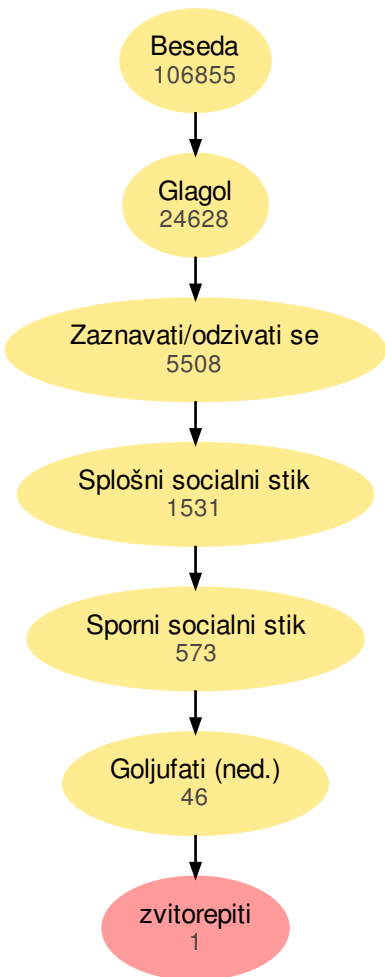 Beseda
106855
Glagol
24628
Zaznavati/odzivati se
5508
Splošni socialni stik
1531
Sporni socialni stik
573
Goljufati (ned.)
46
zvitorepiti
1